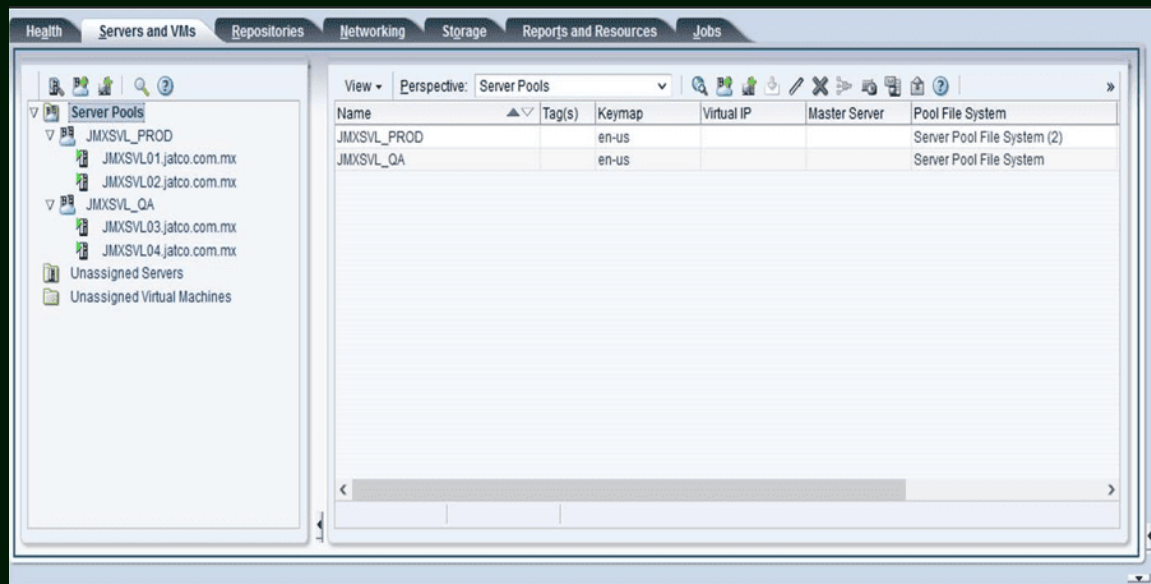 Health Servers and VMs Repositories Networking Storage Reports and Resources Jobs
Server Pools
JMXSVL_PROD
JMXSVL01.jatco.com.mx
JMXSVL02.jatco.com.mx
JMXSVL_QA
JMXSVL03.jatco.com.mx
JMXSVL04.jatco.com.mx
Unassigned Servers
Unassigned Virtual Machines
View Perspective: Server Pools
Name Tag(s) Keymap Virtual IP Master Server Pool File System
JMXSVL_PROD en-us Server Pool File System (2)
JMXSVL_QA en-us Server Pool File System